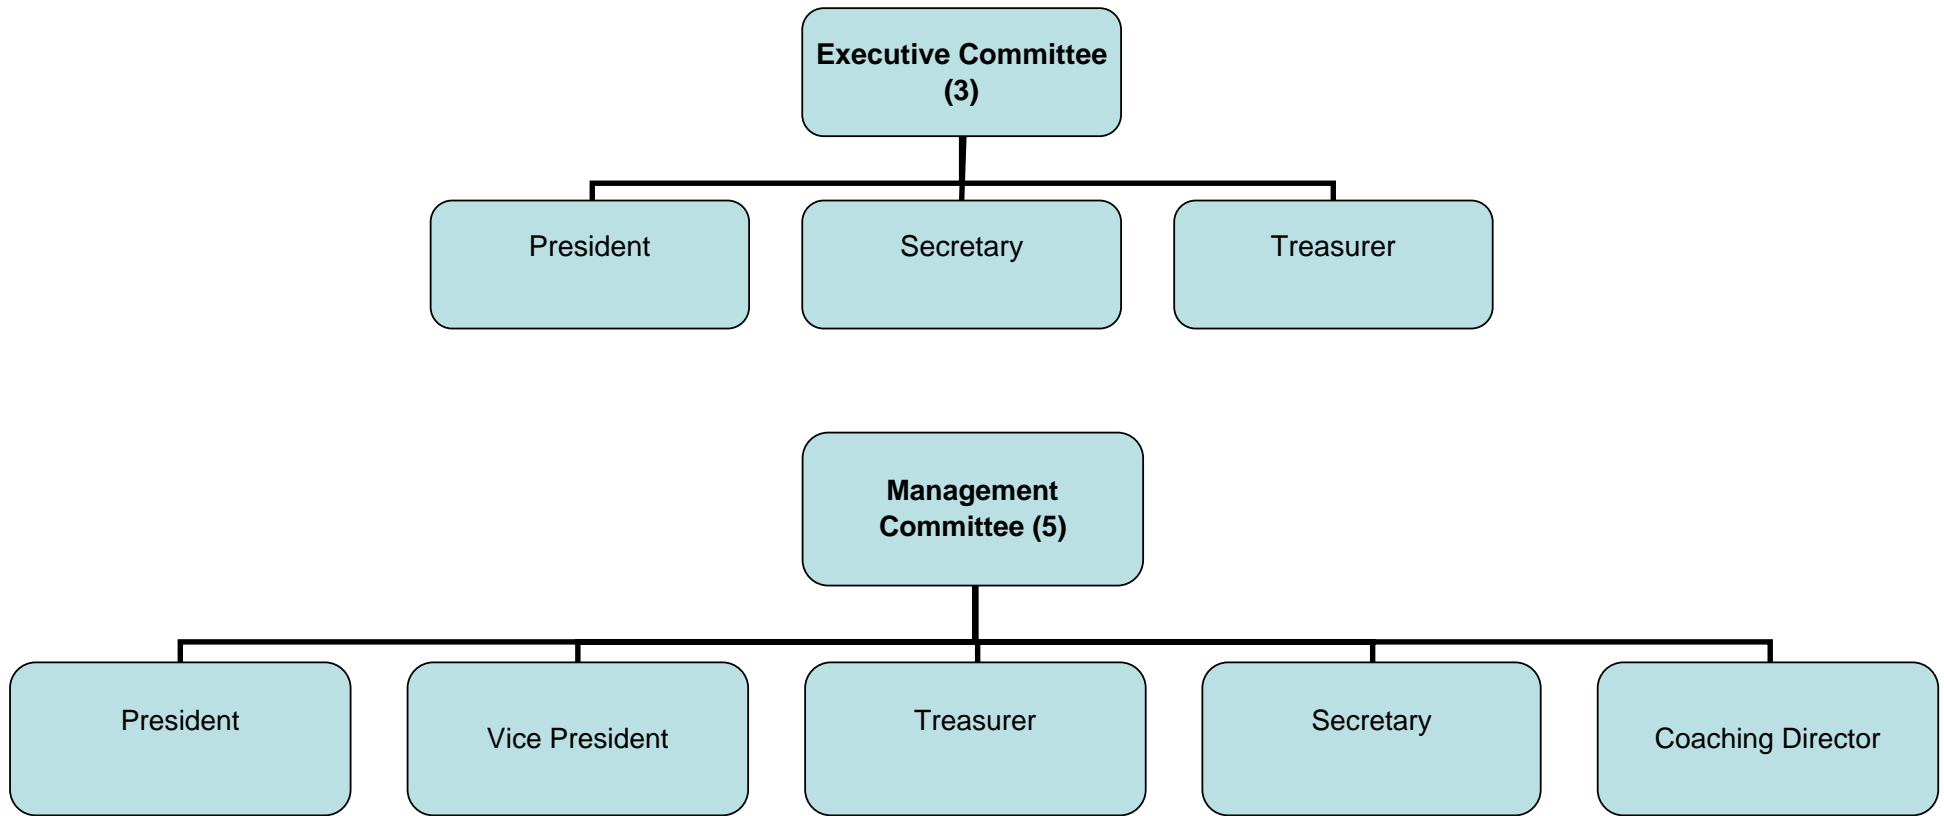 Executive Committee
(3)
President
Secretary
Treasurer
Management
Committee (5)
President
Vice President
Treasurer
Secretary
Coaching Director